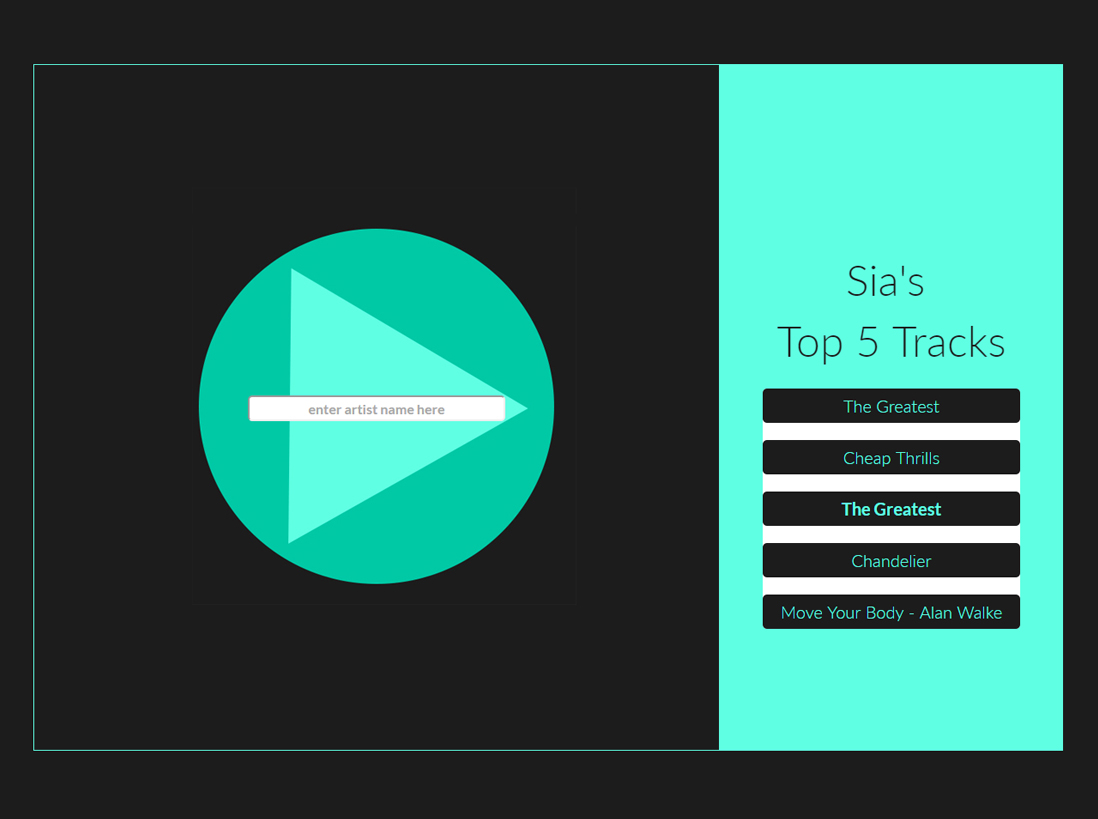 enter artist name here
Sia's
Top 5 Tracks
The Greatest
Cheap Thrills
The Greatest
Chandelier
Move Your Body - Alan Walke